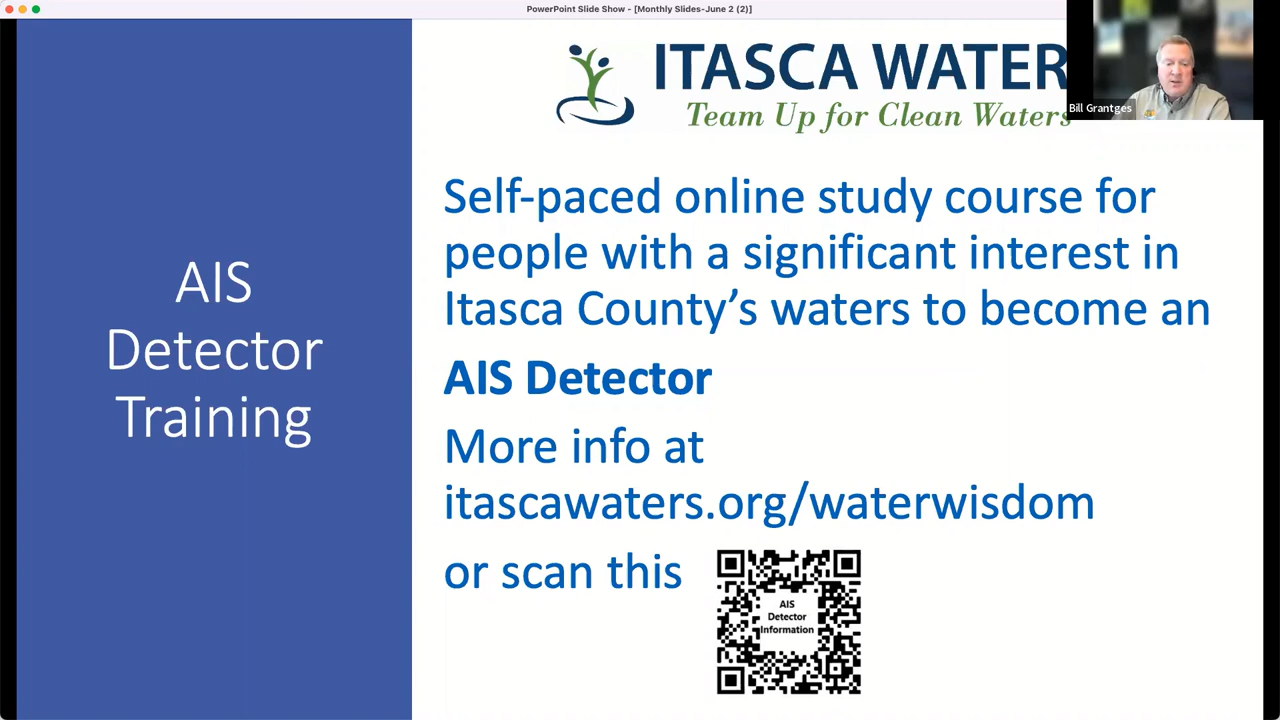 PowerPoint Slide Show - [Monthly Slides-June 2 (2)]
ITASCA WATER
Team Up for Clean Waters
Bill Grantges
AIS
Detector
Training
Self-paced online study course for
people with a significant interest in
Itasca County’s waters to become an
AIS Detector
More info at
itascawaters.org/waterwisdom
or scan this
AIS
Detector
Information